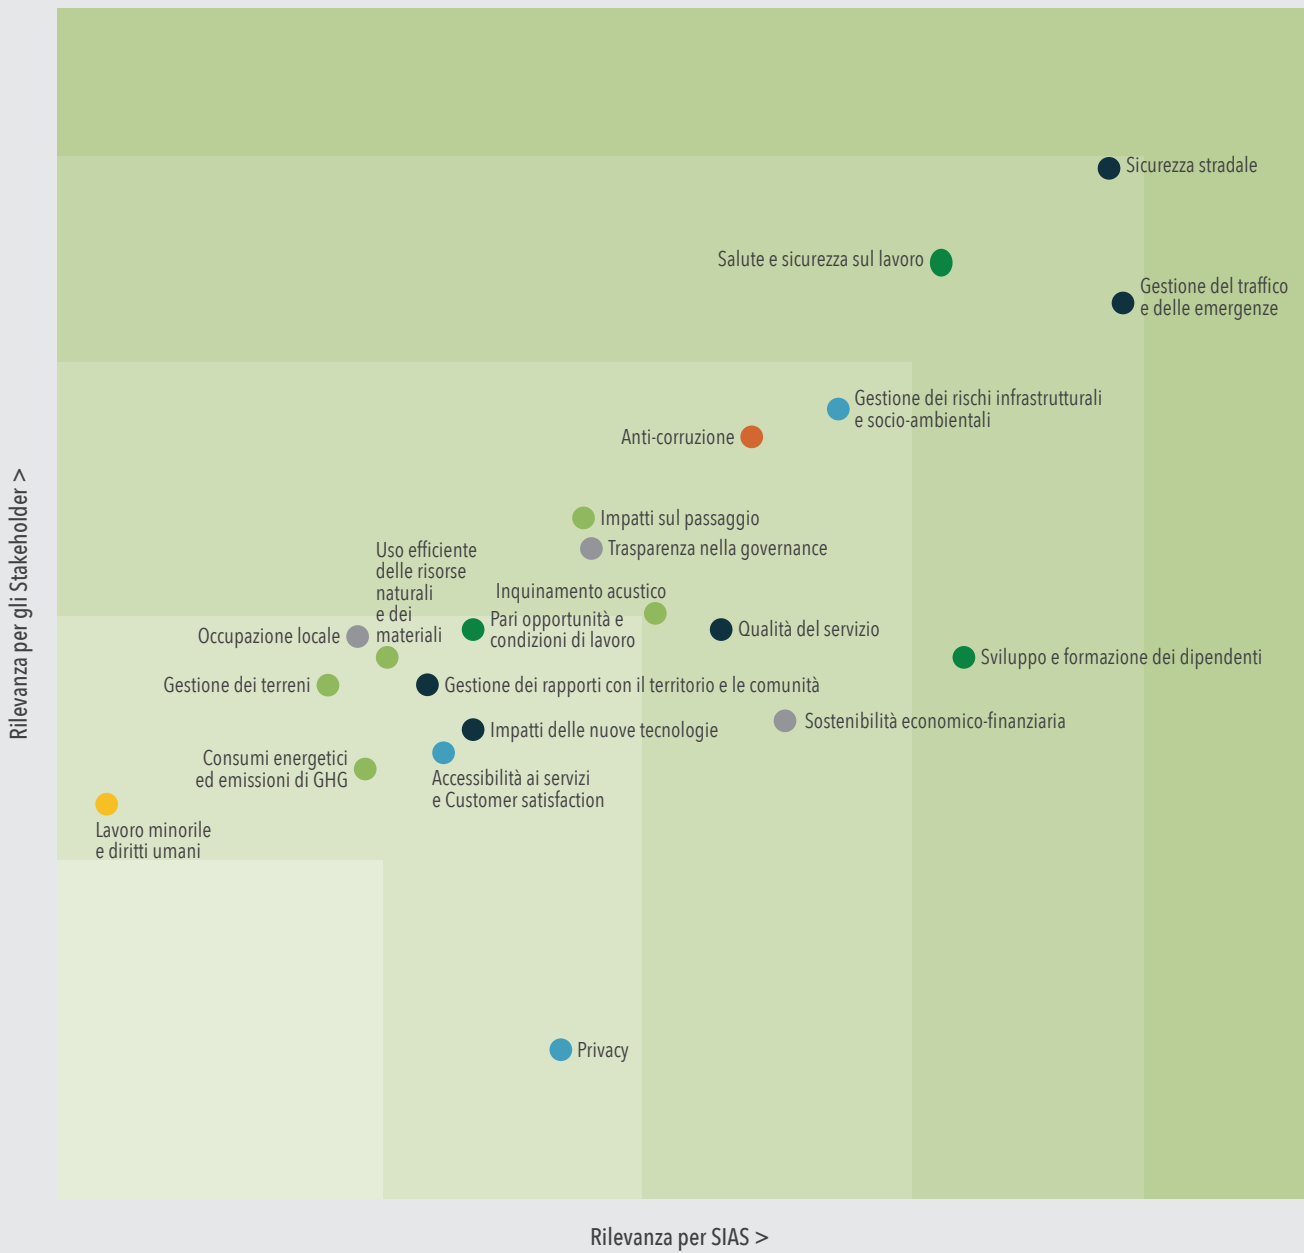 Sicurezza stradale
Salute e sicurezza sul lavoro
Gestione del traffico
e delle emergenze
Gestione dei rischi infrastrutturali
e socio-ambientali
Anti-corruzione
Impatti sul passaggio
Trasparenza nella governance
Uso efficiente
delle risorse
naturali
e dei
materiali
Inquinamento acustico
Pari opportunità e
condizioni di lavoro
Occupazione locale
Qualità del servizio
Sviluppo e formazione dei dipendenti
Gestione dei terreni
Gestione dei rapporti con il territorio e le comunità
Sostenibilità economico-finanziaria
Impatti delle nuove tecnologie
Consumi energetici
ed emissioni di GHG
Accessibilità ai servizi
e Customer satisfaction
Lavoro minorile
e diritti umani
Privacy
Rilevanza per gli Stakeholder >
Rilevanza per SIAS >